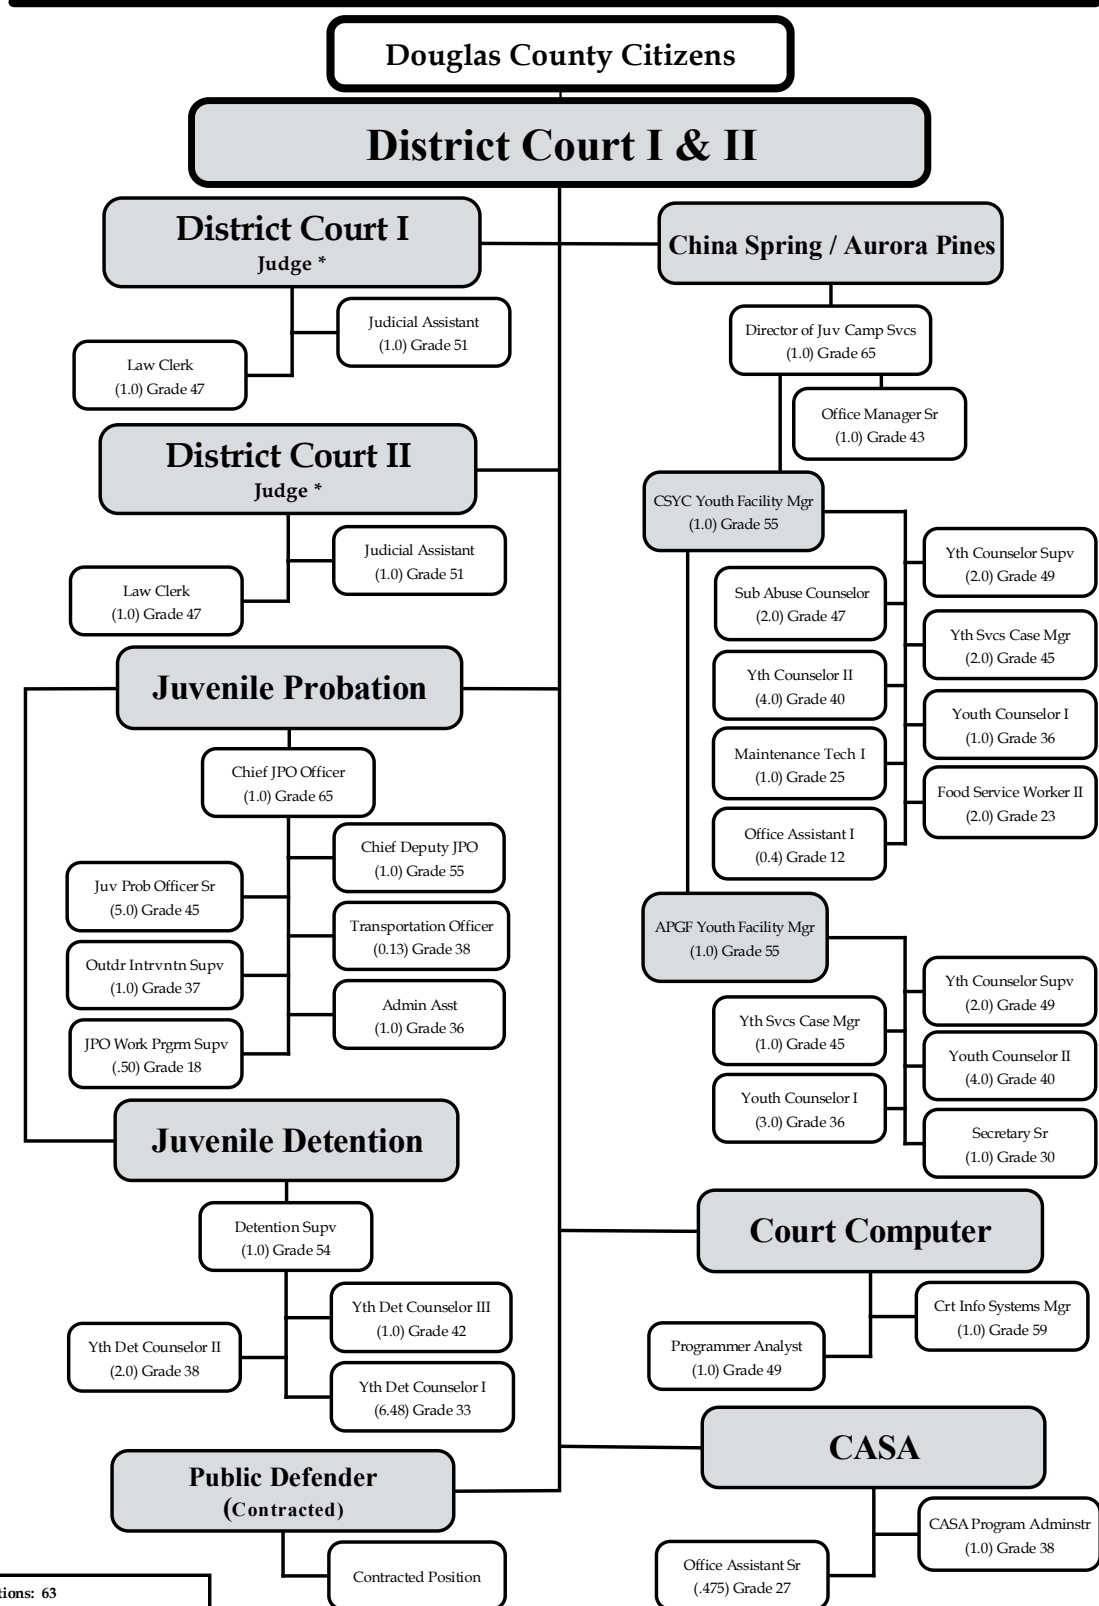 Douglas County Citizens
District Court I & II
District Court I
Judge *
Judicial Assistant
(1.0) Grade 51
Law Clerk
(1.0) Grade 47
District Court II
Judge *
Judicial Assistant
(1.0) Grade 51
Law Clerk
(1.0) Grade 47
Juvenile Probation
Chief JPO Officer
(1.0) Grade 65
Chief Deputy JPO
(1.0) Grade 55
Juv Prob Officer Sr
(5.0) Grade 45
Transportation Officer
(0.13) Grade 38
Outdr Intrvntn Supv
(1.0) Grade 37
Admin Asst
(1.0) Grade 36
JPO Work Prgrm Supv
(.50) Grade 18
Juvenile Detention
Detention Supv
(1.0) Grade 54
Yth Det Counselor III
(1.0) Grade 42
Yth Det Counselor II
(2.0) Grade 38
Yth Det Counselor I
(6.48) Grade 33
Public Defender
(Contracted)
Contracted Position
China Spring / Aurora Pines
Director of Juv Camp Svcs
(1.0) Grade 65
Office Manager Sr
(1.0) Grade 43
CSYC Youth Facility Mgr
(1.0) Grade 55
Yth Counselor Supv
(2.0) Grade 49
Sub Abuse Counselor
(2.0) Grade 47
Yth Svcs Case Mgr
(2.0) Grade 45
Yth Counselor II
(4.0) Grade 40
Youth Counselor I
(1.0) Grade 36
Maintenance Tech I
(1.0) Grade 25
Food Service Worker II
(2.0) Grade 23
Office Assistant I
(0.4) Grade 12
APGF Youth Facility Mgr
(1.0) Grade 55
Yth Counselor Supv
(2.0) Grade 49
Yth Svcs Case Mgr
(1.0) Grade 45
Youth Counselor II
(4.0) Grade 40
Youth Counselor I
(3.0) Grade 36
Secretary Sr
(1.0) Grade 30
Court Computer
Crt Info Systems Mgr
(1.0) Grade 59
Programmer Analyst
(1.0) Grade 49
CASA
CASA Program Adminstr
(1.0) Grade 38
Office Assistant Sr
(.475) Grade 27
tions: 63